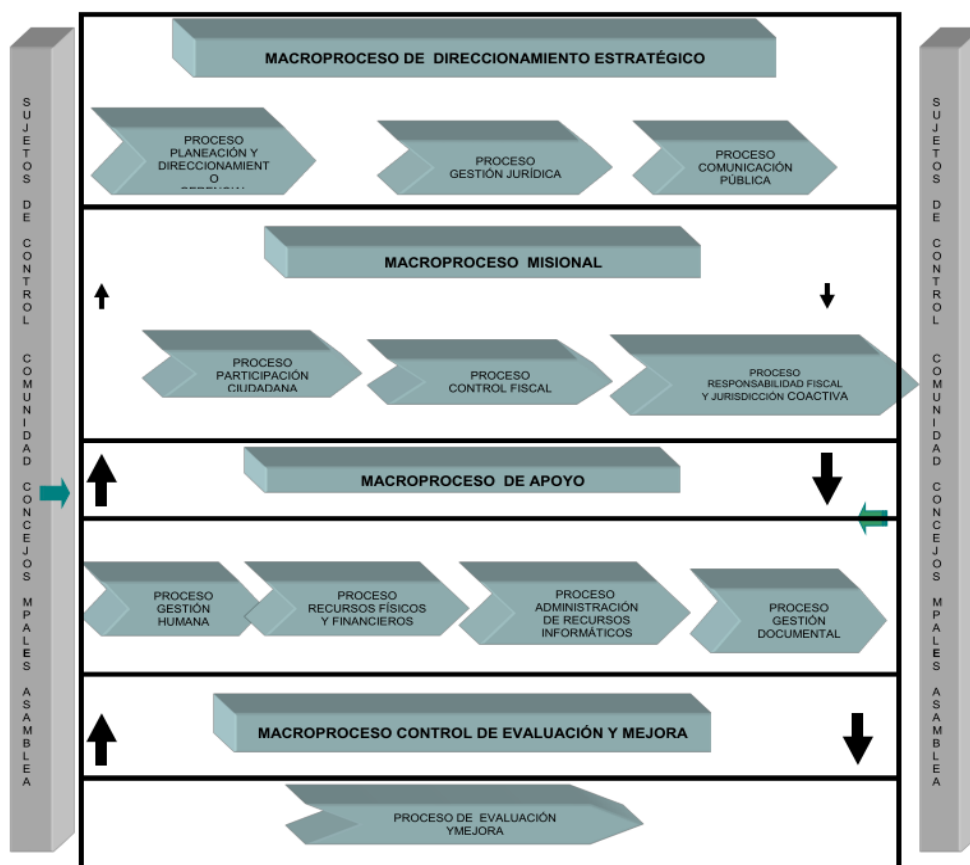 SUJETOS DE CONTROL COMUNIDAD CONCEJOS MPALES ASAMBLEA
MACROPROCESO DE DIRECCIONAMIENTO ESTRATÉGICO
PROCESO
PLANEACIÓN Y
DIRECCIONAMIENT
O
PROCESO
GESTIÓN JURÍDICA
PROCESO
COMUNICACIÓN
PÚBLICA
MACROPROCESO MISIONAL
PROCESO
PARTICIPACIÓN
CIUDADANA
PROCESO
CONTROL FISCAL
PROCESO
RESPONSABILIDAD FISCAL
Y JURISDICCIÓN COACTIVA
MACROPROCESO DE APOYO
PROCESO
GESTIÓN
HUMANA
PROCESO
RECURSOS FÍSICOS
Y FINANCIEROS
PROCESO
ADMINISTRACIÓN
DE RECURSOS
INFORMÁTICOS
PROCESO
GESTIÓN
DOCUMENTAL
MACROPROCESO CONTROL DE EVALUACIÓN Y MEJORA
PROCESO DE EVALUACIÓN
YMEJORA
SUJETOS DE CONTROL COMUNIDAD CONCEJOS MPALES ASAMBLEA